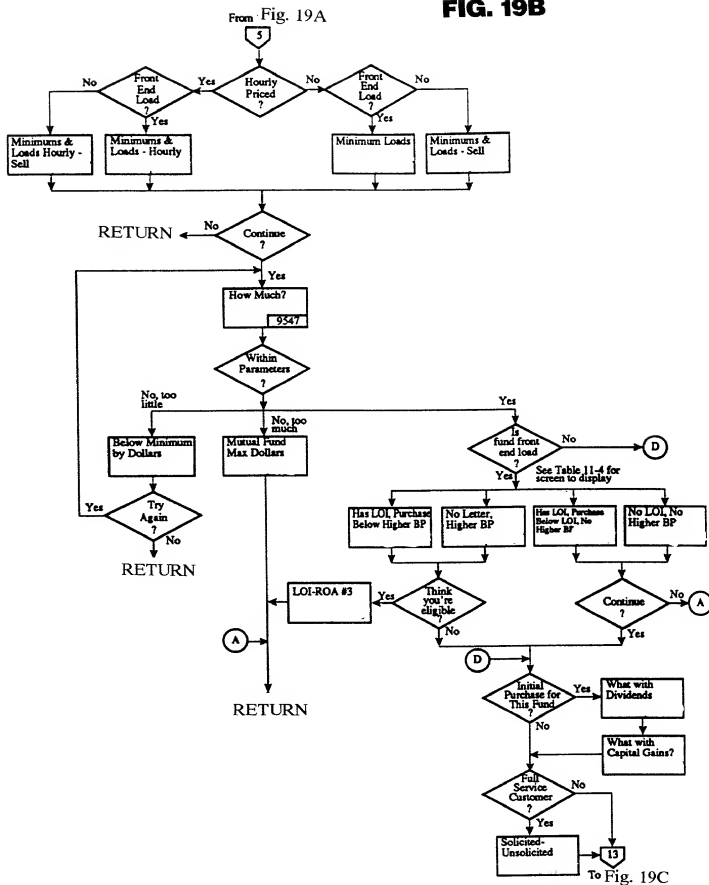 FIG. 19B
From Fig. 19A
5
No
Front
End
Load
?
Yes
Hourly
Priced
?
No
Front
End
Load
?
No
Yes
Yes
Minimums &
Loads Hourly -
Sell
Minimums &
Loads - Hourly
Minimum Loads
Minimums &
Loads - Sell
RETURN
No
Continue
?
Yes
How Much?
9547
Within
Parameters
?
No, too
little
No, too
much
Yes
Below Minimum
by Dollars
Mutual Fund
Max Dollars
Is
fund front
end load
?
No
D
Yes
See Table 11-4 for
screen to display
Yes
Try
Again
?
No
RETURN
Has LOI, Purchase
Below Higher BP
No Letter,
Higher BP
Has LOI, Purchase
Below LOI, No
Higher BP
No LOI, No
Higher BP
LOI-ROA #3
Yes
Think
you're
eligible
?
No
Continue
?
No
A
Yes
A
RETURN
D
Initial
Purchase for
This Fund
?
Yes
What with
Dividends
No
What with
Capital Gains?
Full
Service
Customer
?
No
Yes
Solicited-
Unsolicited
13
To Fig. 19C